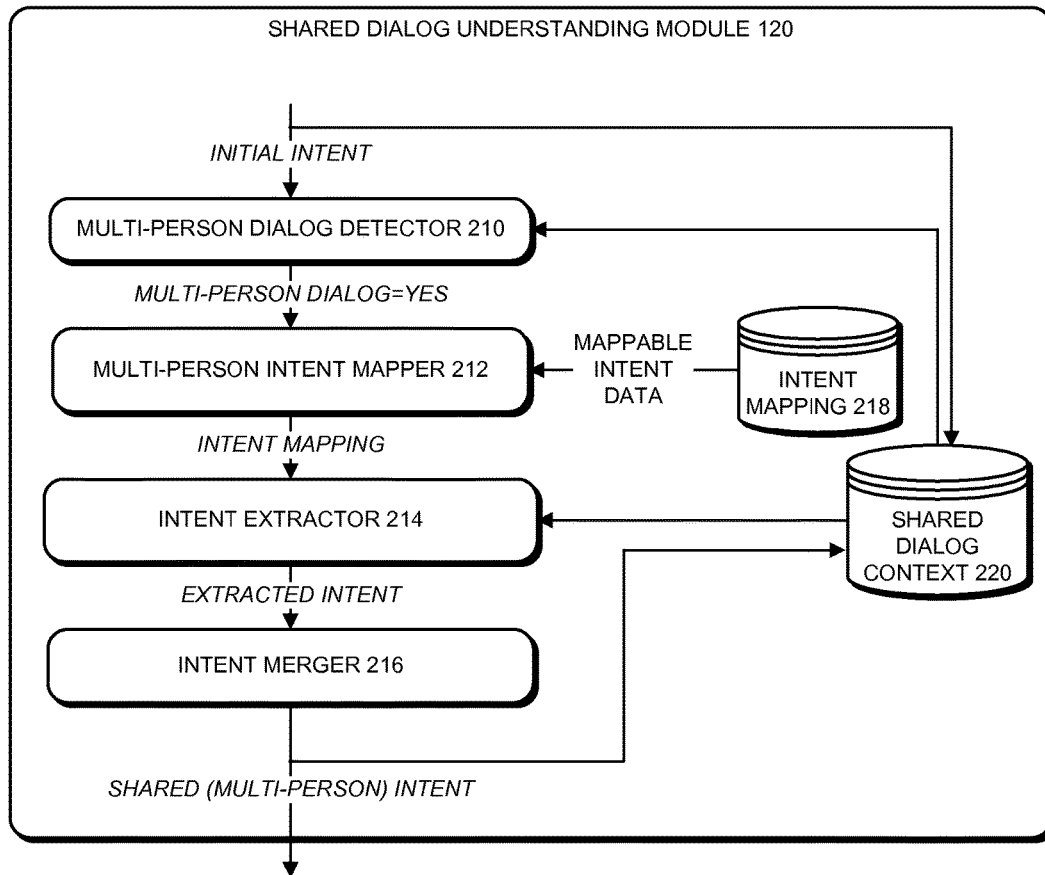 SHARED DIALOG UNDERSTANDING MODULE 120
INITIAL INTENT
MULTI-PERSON DIALOG DETECTOR 210
MULTI-PERSON DIALOG=YES
MULTI-PERSON INTENT MAPPER 212
MAPPABLE
INTENT
DATA
INTENT
MAPPING 218
INTENT MAPPING
INTENT EXTRACTOR 214
SHARED
DIALOG
CONTEXT 220
EXTRACTED INTENT
INTENT MERGER 216
SHARED (MULTI-PERSON) INTENT